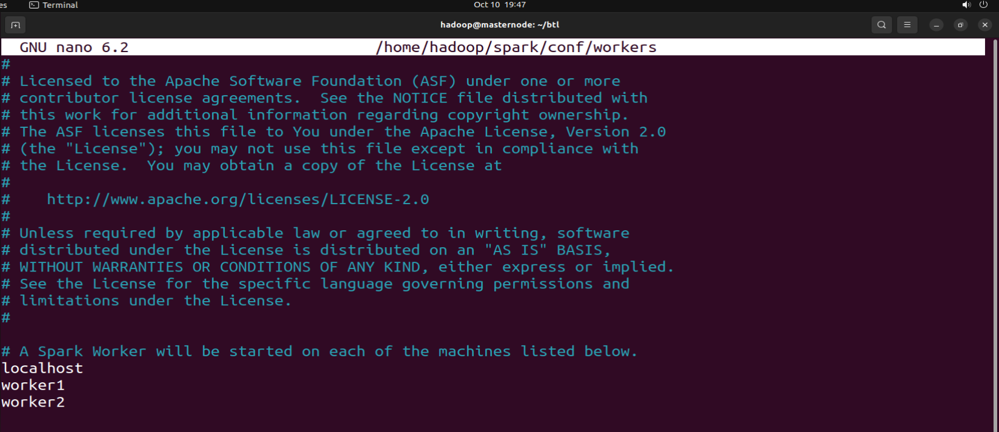 es Terminal Oct 10 19:47
hadoop@masternode: ~/btl
GNU nano 6.2 /home/hadoop/spark/conf/workers
#
# Licensed to the Apache Software Foundation (ASF) under one or more
# contributor license agreements.  See the NOTICE file distributed with
# this work for additional information regarding copyright ownership.
# The ASF licenses this file to You under the Apache License, Version 2.0
# (the "License"); you may not use this file except in compliance with
# the License.  You may obtain a copy of the License at
#
#    http://www.apache.org/licenses/LICENSE-2.0
#
# Unless required by applicable law or agreed to in writing, software
# distributed under the License is distributed on an "AS IS" BASIS,
# WITHOUT WARRANTIES OR CONDITIONS OF ANY KIND, either express or implied.
# See the License for the specific language governing permissions and
# limitations under the License.
#
# A Spark Worker will be started on each of the machines listed below.
localhost
worker1
worker2